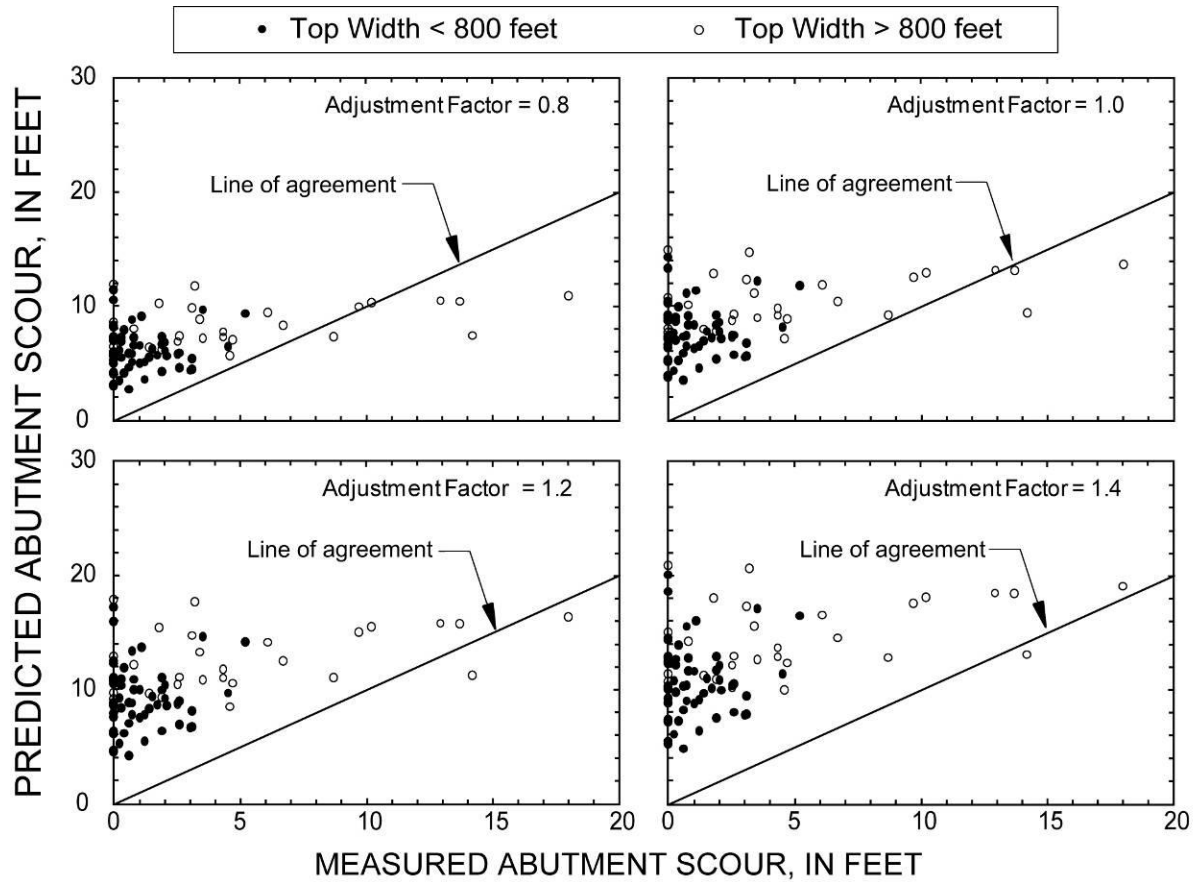 Top Width < 800 feet
Top Width > 800 feet
PREDICTED ABUTMENT SCOUR, IN FEET
30
20
10
0
Adjustment Factor = 0.8
Line of agreement
Adjustment Factor = 1.0
Line of agreement
30
20
10
0
Adjustment Factor = 1.2
Line of agreement
Adjustment Factor = 1.4
Line of agreement
0 5 10 15 20
0 5 10 15 20
MEASURED ABUTMENT SCOUR, IN FEET